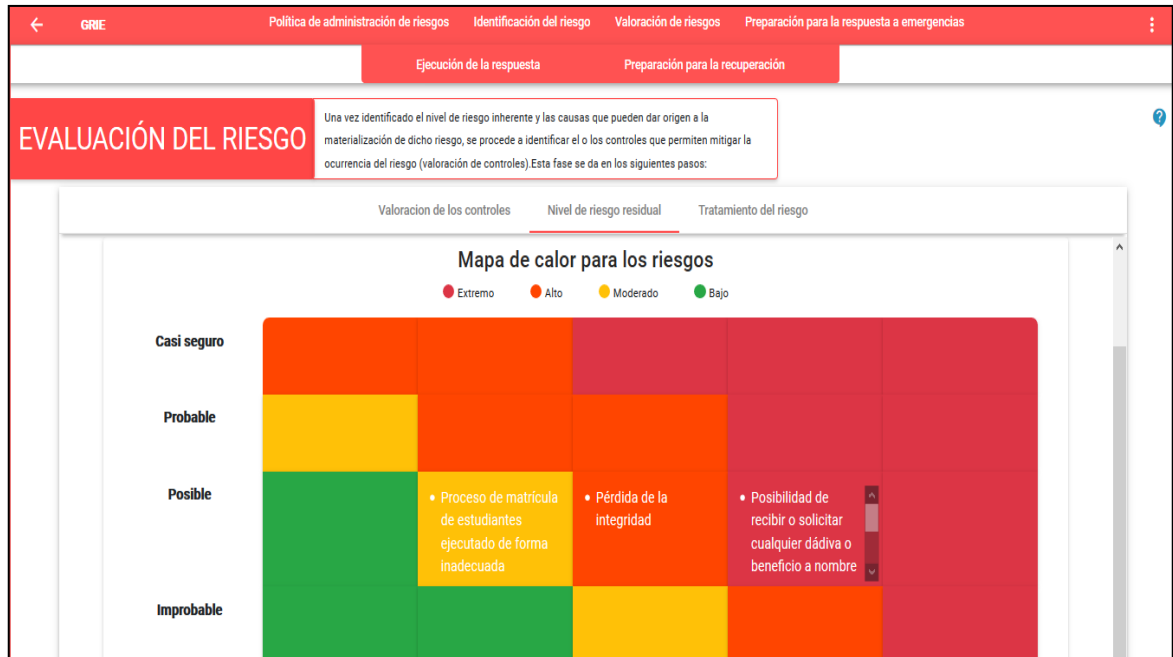 GRIE
Política de administración de riesgos
Identificación del riesgo
Valoración de riesgos
Preparación para la respuesta a emergencias
Ejecución de la respuesta
Preparación para la recuperación
EVALUACIÓN DEL RIESGO
Una vez identificado el nivel de riesgo inherente y las causas que pueden dar origen a la
materialización de dicho riesgo, se procede a identificar el o los controles que permiten mitigar la
ocurrencia del riesgo (valoración de controles).Esta fase se da en los siguientes pasos:
Valoracion de los controles
Nivel de riesgo residual
Tratamiento del riesgo
Mapa de calor para los riesgos
Extremo
Alto
Moderado
Bajo
Casi seguro
Probable
Posible
• Proceso de matrícula
de estudiantes
ejecutado de forma
inadecuada
• Pérdida de la
integridad
• Posibilidad de
recibir o solicitar
cualquier dádiva o
beneficio a nombre
Improbable